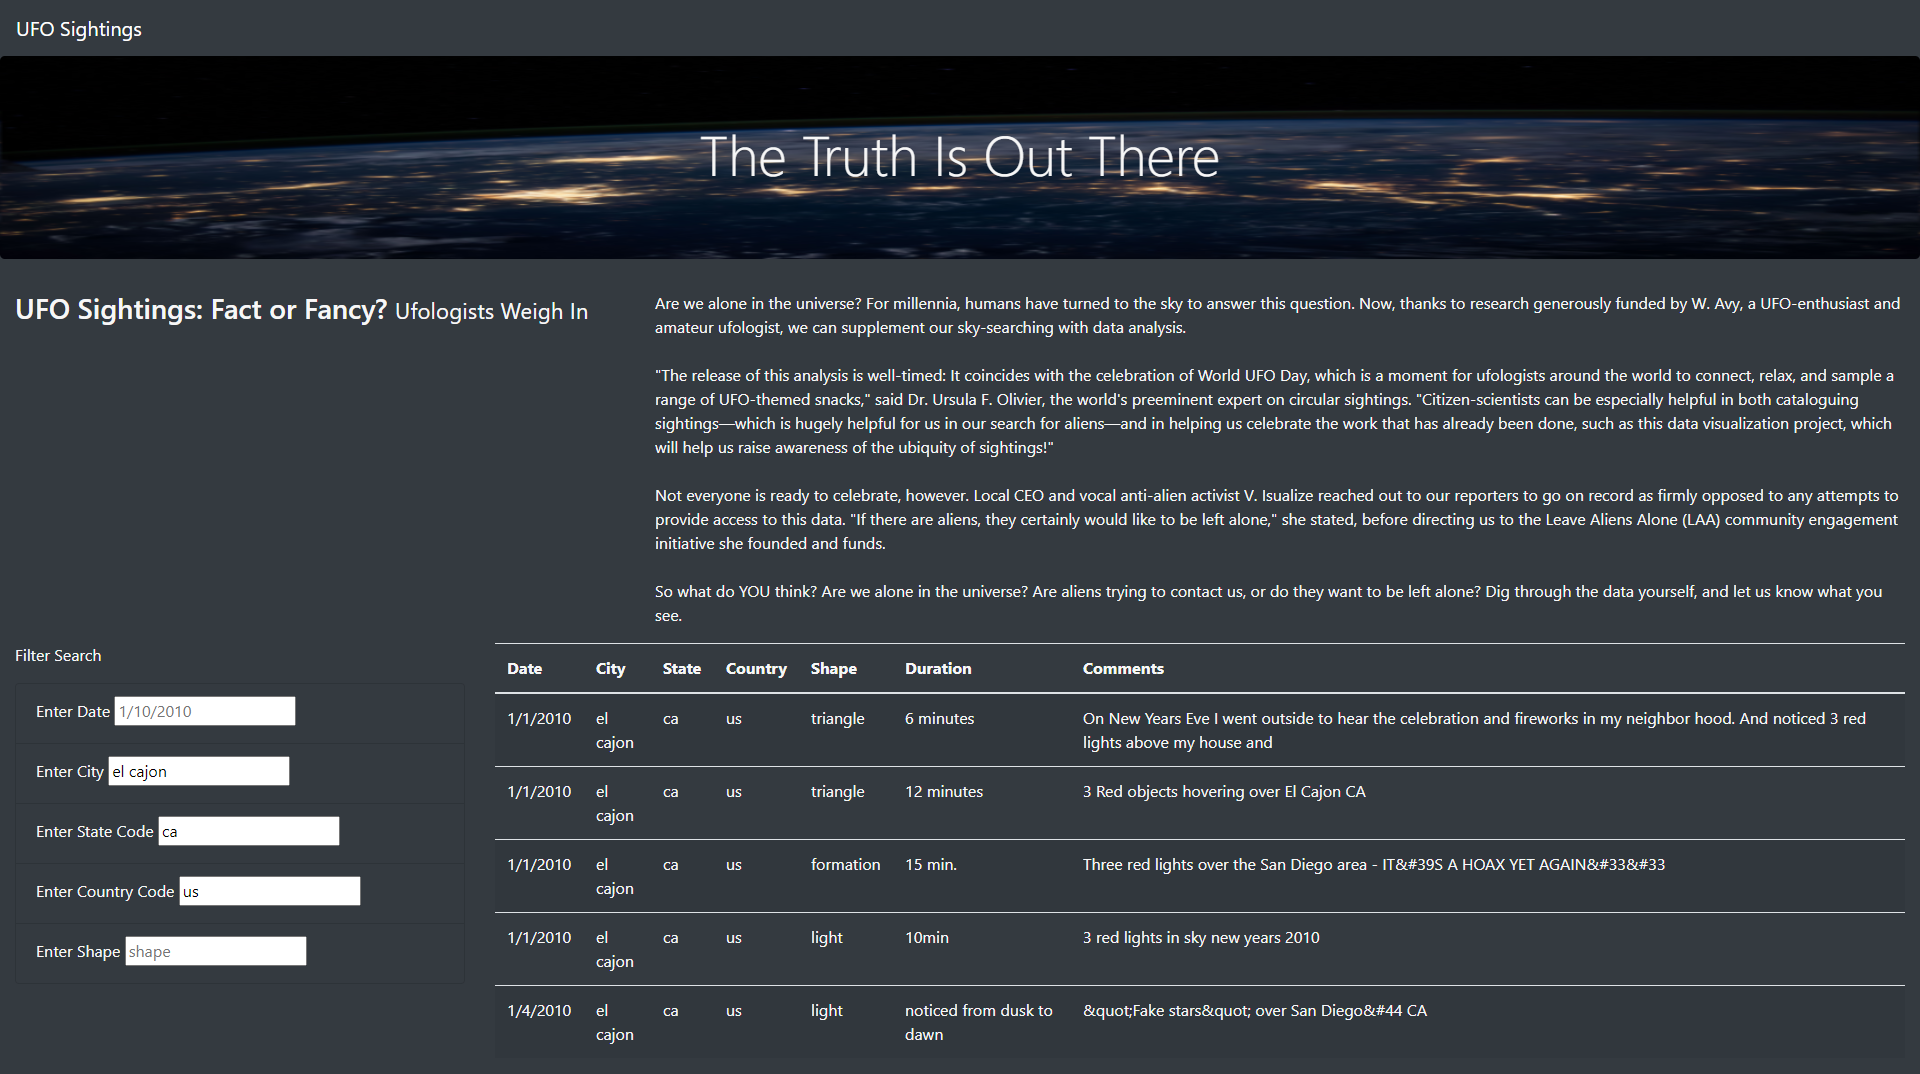 UFO Sightings
The Truth Is Out There
UFO Sightings: Fact or Fancy? Ufologists Weigh In
Are we alone in the universe? For millennia, humans have turned to the sky to answer this question. Now, thanks to research generously funded by W. Avy, a UFO-enthusiast and
amateur ufologist, we can supplement our sky-searching with data analysis.
"The release of this analysis is well-timed: It coincides with the celebration of World UFO Day, which is a moment for ufologists around the world to connect, relax, and sample a
range of UFO-themed snacks," said Dr. Ursula F. Olivier, the world's preeminent expert on circular sightings. "Citizen-scientists can be especially helpful in both cataloguing
sightings—which is hugely helpful for us in our search for aliens—and in helping us celebrate the work that has already been done, such as this data visualization project, which
will help us raise awareness of the ubiquity of sightings!"
Not everyone is ready to celebrate, however. Local CEO and vocal anti-alien activist V. Isualize reached out to our reporters to go on record as firmly opposed to any attempts to
provide access to this data. "If there are aliens, they certainly would like to be left alone," she stated, before directing us to the Leave Aliens Alone (LAA) community engagement
initiative she founded and funds.
So what do YOU think? Are we alone in the universe? Are aliens trying to contact us, or do they want to be left alone? Dig through the data yourself, and let us know what you
see.
Filter Search
Enter Date 1/10/2010
Enter City el cajon
Enter State Code ca
Enter Country Code us
Enter Shape shape
Date City State Country Shape Duration Comments
1/1/2010 el ca us triangle 6 minutes On New Years Eve I went outside to hear the celebration and fireworks in my neighbor hood. And noticed 3 red
cajon lights above my house and
1/1/2010 el ca us triangle 12 minutes 3 Red objects hovering over El Cajon CA
cajon
1/1/2010 el ca us formation 15 min. Three red lights over the San Diego area - IT&#39S A HOAX YET AGAIN&#33&#33
cajon
1/1/2010 el ca us light 10min 3 red lights in sky new years 2010
cajon
1/4/2010 el ca us light noticed from dusk to &quot;Fake stars&quot; over San Diego&#44 CA
cajon dawn